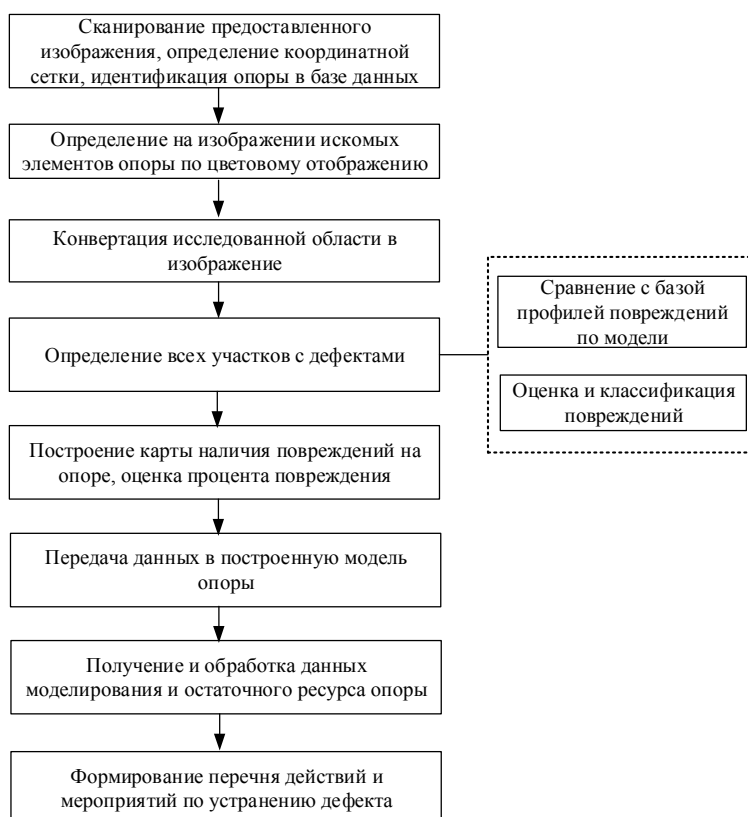 Сканирование предоставленного
изображения, определение координатной
сетки, идентификация опоры в базе данных
Определение на изображении искомых
элементов опоры по цветовому отображению
Конвертация исследованной области в
изображение
Определение всех участков с дефектами
Сравнение с базой
профилей повреждений
по модели
Оценка и классификация
повреждений
Построение карты наличия повреждений на
опоре, оценка процента повреждения
Передача данных в построенную модель
опоры
Получение и обработка данных
моделирования и остаточного ресурса опоры
Формирование перечня действий и
мероприятий по устранению дефекта